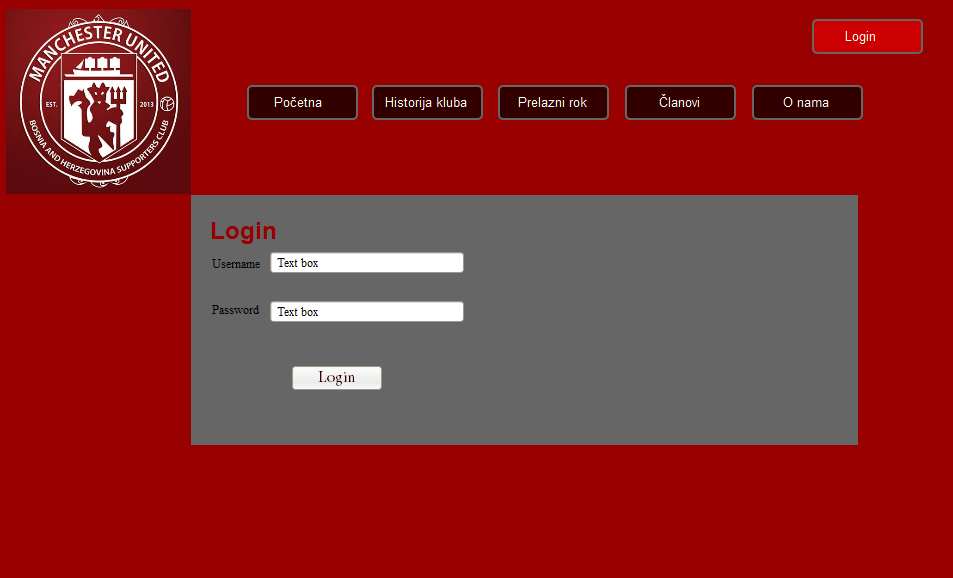 MANCHESTER UNITED
EST. 2013
BOSNIA AND HERZEGOVINA SUPPORTERS CLUB
Login
Početna
Historija kluba
Prelazni rok
Članovi
O nama
Login
Username
Text box
Password
Text box
Login